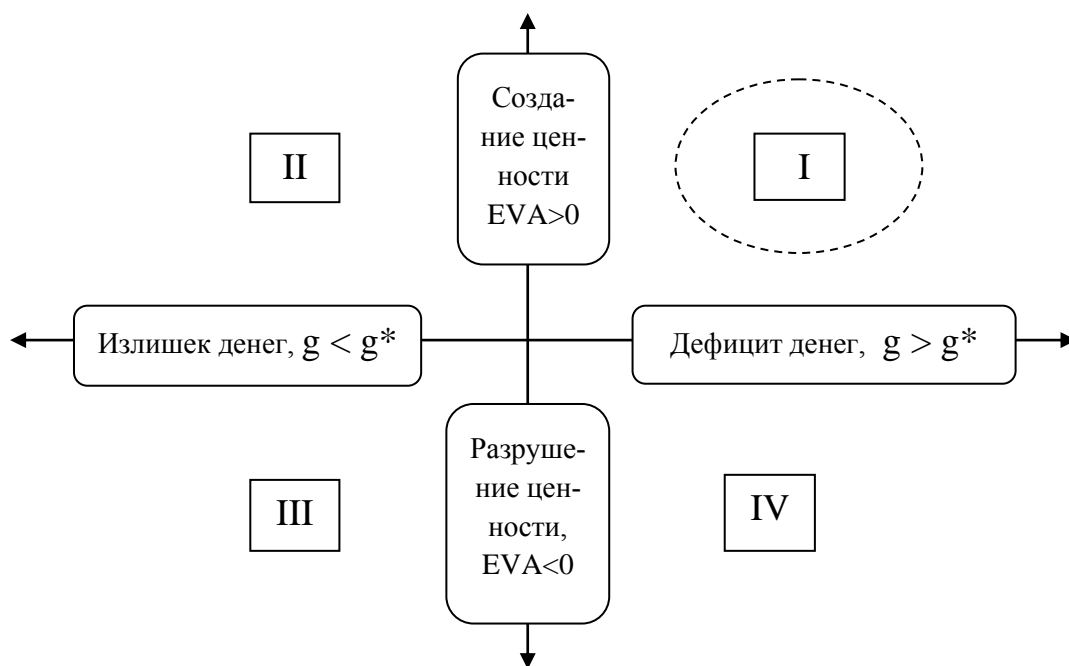 Созда-
ние цен-
ности
EVA>0
II
I
Излишек денег, g < g*
Дефицит денег, g > g*
Разруше-
ние цен-
ности,
EVA<0
III
IV